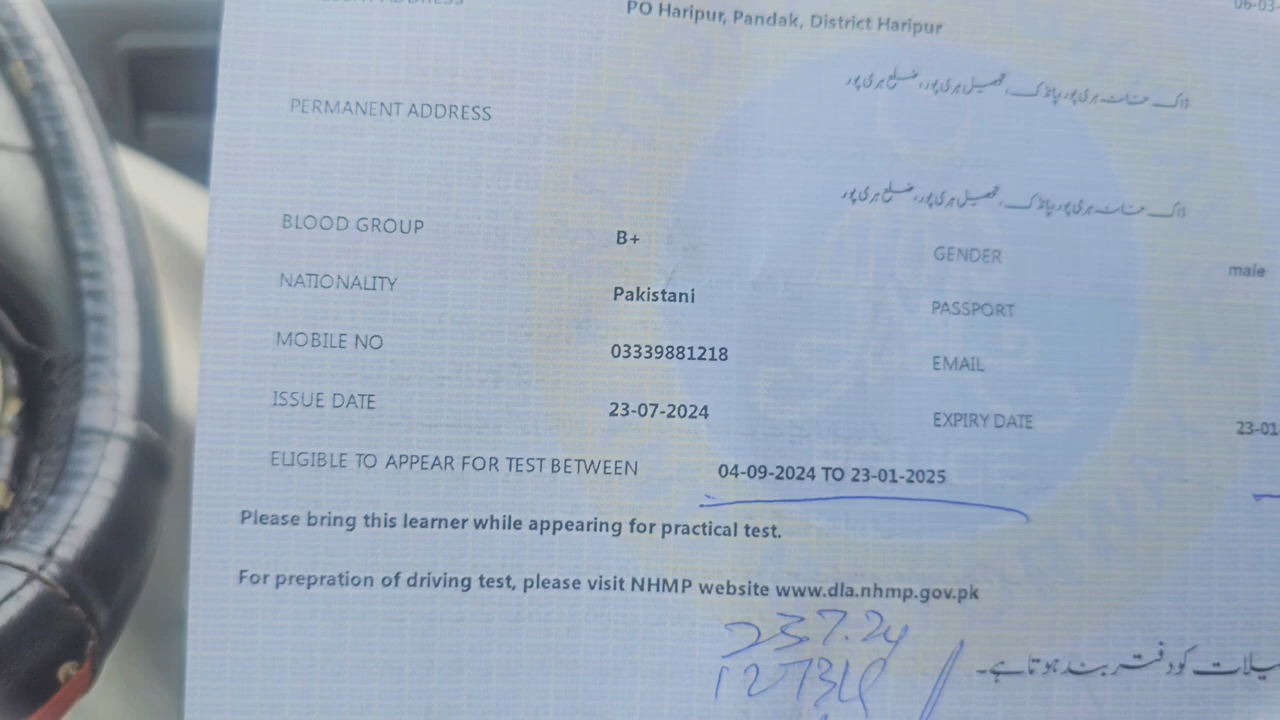 PO Haripur, Pandak, District Haripur
ڈاک خانہ ہری پور، پانڈک، تحصیل ہری پور، ضلع ہری پور
PERMANENT ADDRESS
ڈاک خانہ ہری پور، پانڈک، تحصیل ہری پور، ضلع ہری پور
BLOOD GROUP B+ GENDER male
NATIONALITY Pakistani PASSPORT
MOBILE NO 03339881218 EMAIL
ISSUE DATE 23-07-2024 EXPIRY DATE 23-01
ELIGIBLE TO APPEAR FOR TEST BETWEEN 04-09-2024 TO 23-01-2025
Please bring this learner while appearing for practical test.
For prepration of driving test, please visit NHMP website www.dla.nhmp.gov.pk
237.24
کو دفتر بند ہوتا ہے۔